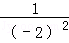 1
( − 2 ) ²